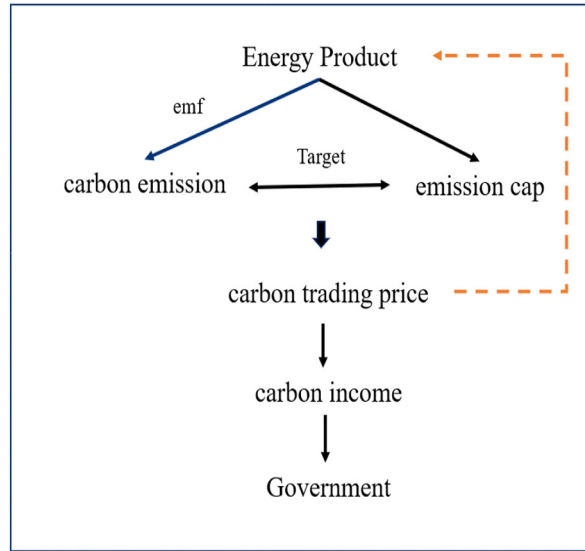 Energy Product
emf
Target
carbon emission
emission cap
carbon trading price
carbon income
Government